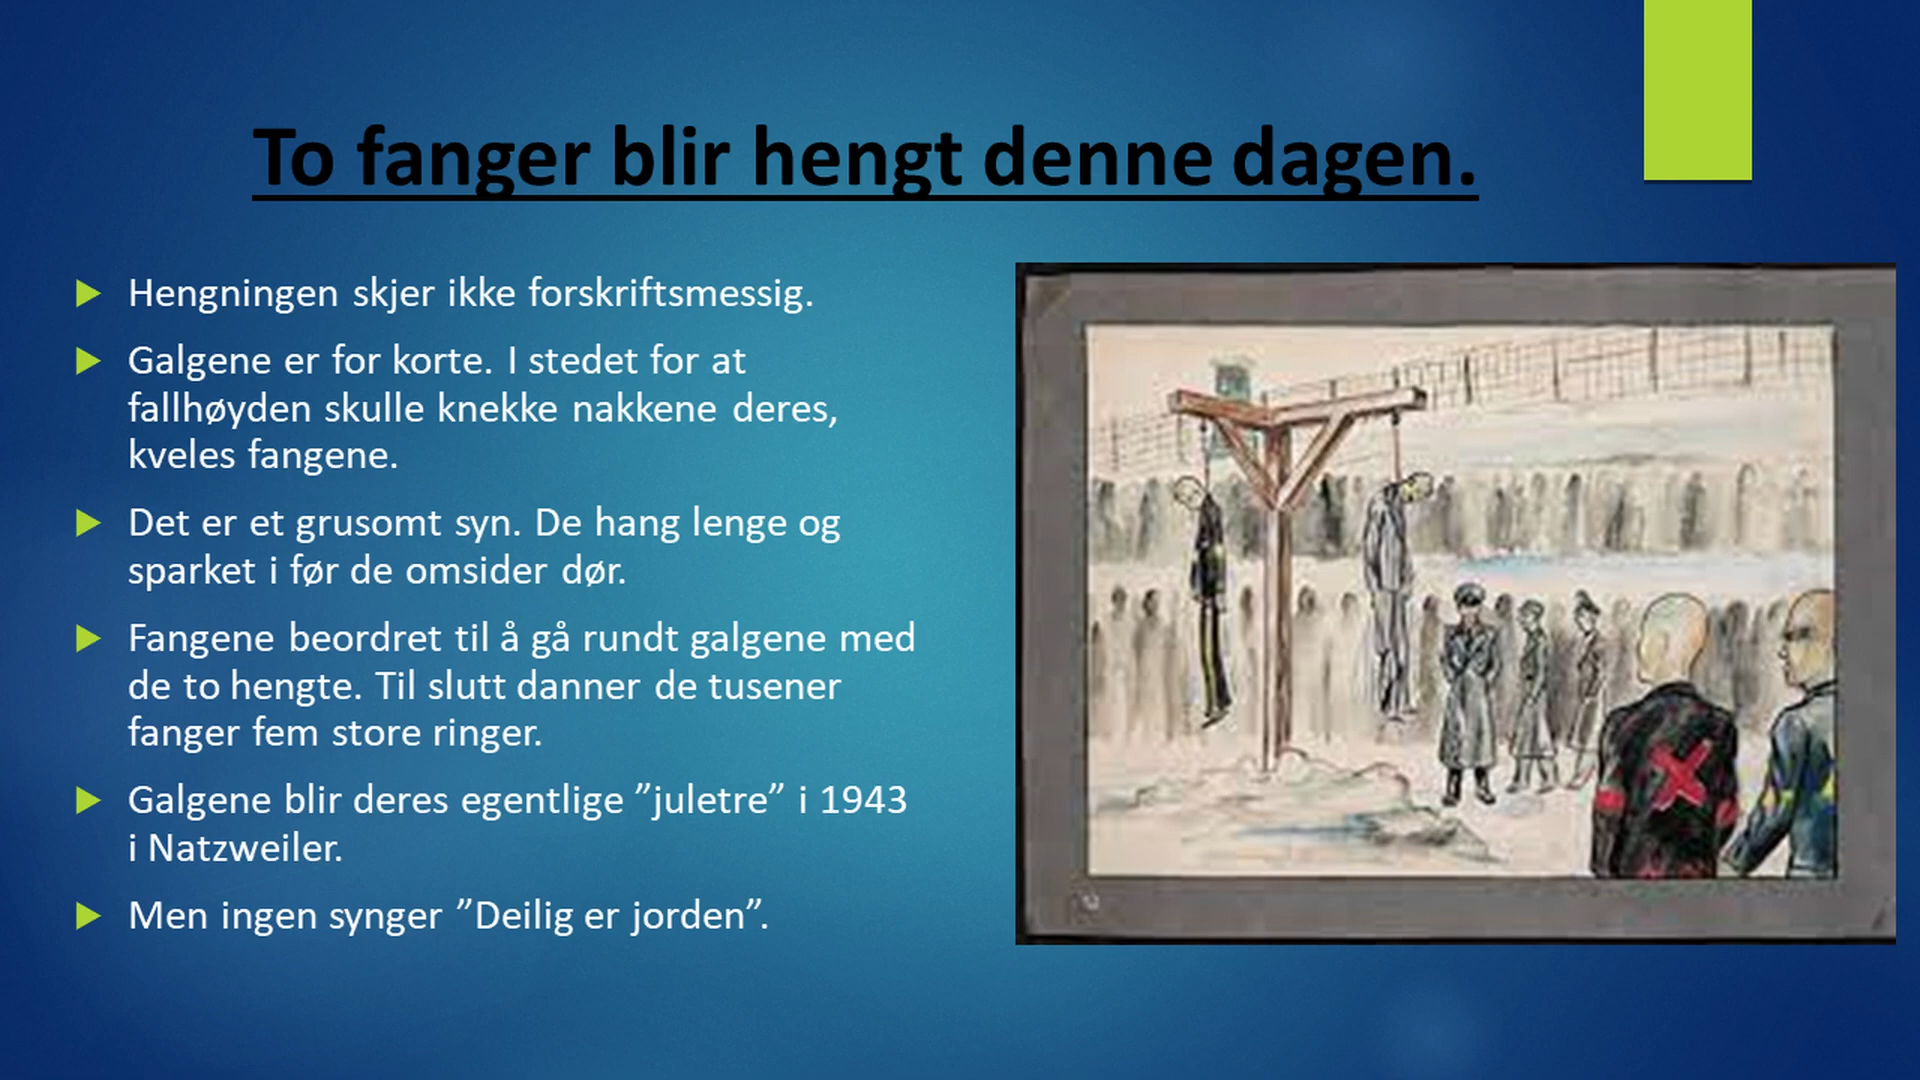 To fanger blir hengt denne dagen.
Hengningen skjer ikke forskriftsmessig.
Galgene er for korte. I stedet for at
fallhøyden skulle knekke nakkene deres,
kveles fangene.
Det er et grusomt syn. De hang lenge og
sparket i før de omsider dør.
Fangene beordret til å gå rundt galgene med
de to hengte. Til slutt danner de tusener
fanger fem store ringer.
Galgene blir deres egentlige ”juletre” i 1943
i Natzweiler.
Men ingen synger ”Deilig er jorden”.